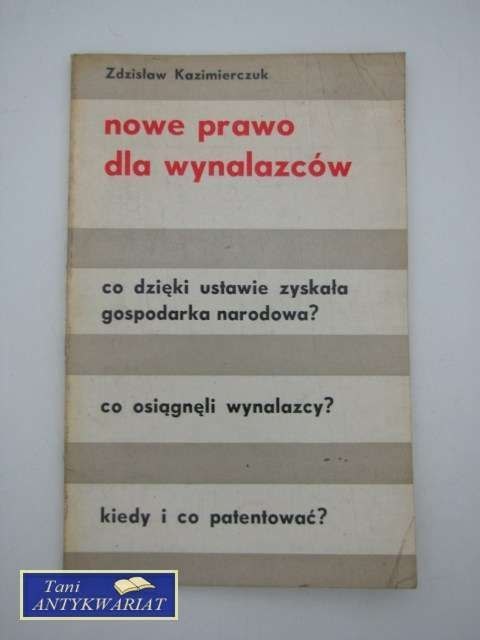 Zdzisław Kazimierczuk
nowe prawo
dla wynalazców
co dzięki ustawie zyskała
gospodarka narodowa?
co osiągnęli wynalazcy?
kiedy i co patentować?
Tani
ANTYKWARIAT